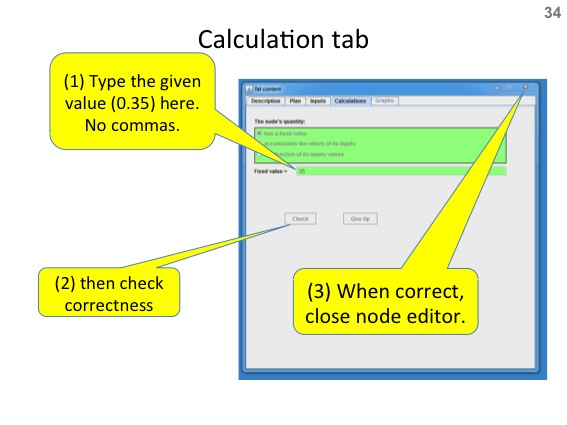 34
Calculation tab
(1) Type the given
value (0.35) here.
No commas.
fat content
Description Plan Inputs Calculations Graphs
The node's quantity:
has a fixed value
accumulates the values of its inputs
of its inputs values
Fixed value =
35
Check Give Up
(2) then check
correctness
(3) When correct,
close node editor.